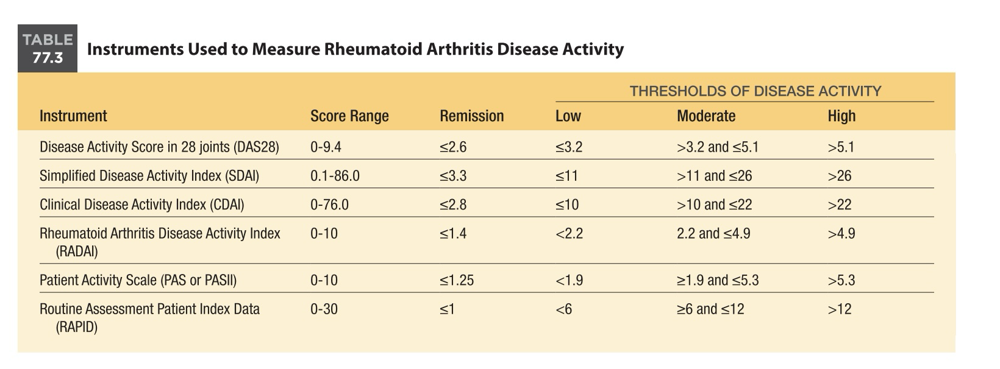 TABLE
77.3
Instruments Used to Measure Rheumatoid Arthritis Disease Activity
THRESHOLDS OF DISEASE ACTIVITY
Instrument Score Range Remission Low Moderate High
Disease Activity Score in 28 joints (DAS28) 0-9.4 ≤2.6 ≤3.2 >3.2 and ≤5.1 >5.1
Simplified Disease Activity Index (SDAI) 0.1-86.0 ≤3.3 ≤11 >11 and ≤26 >26
Clinical Disease Activity Index (CDAI) 0-76.0 ≤2.8 ≤10 >10 and ≤22 >22
Rheumatoid Arthritis Disease Activity Index 0-10 ≤1.4 <2.2 2.2 and ≤4.9 >4.9
(RADAI)
Patient Activity Scale (PAS or PASII) 0-10 ≤1.25 <1.9 ≥1.9 and ≤5.3 >5.3
Routine Assessment Patient Index Data 0-30 ≤1 <6 ≥6 and ≤12 >12
(RAPID)